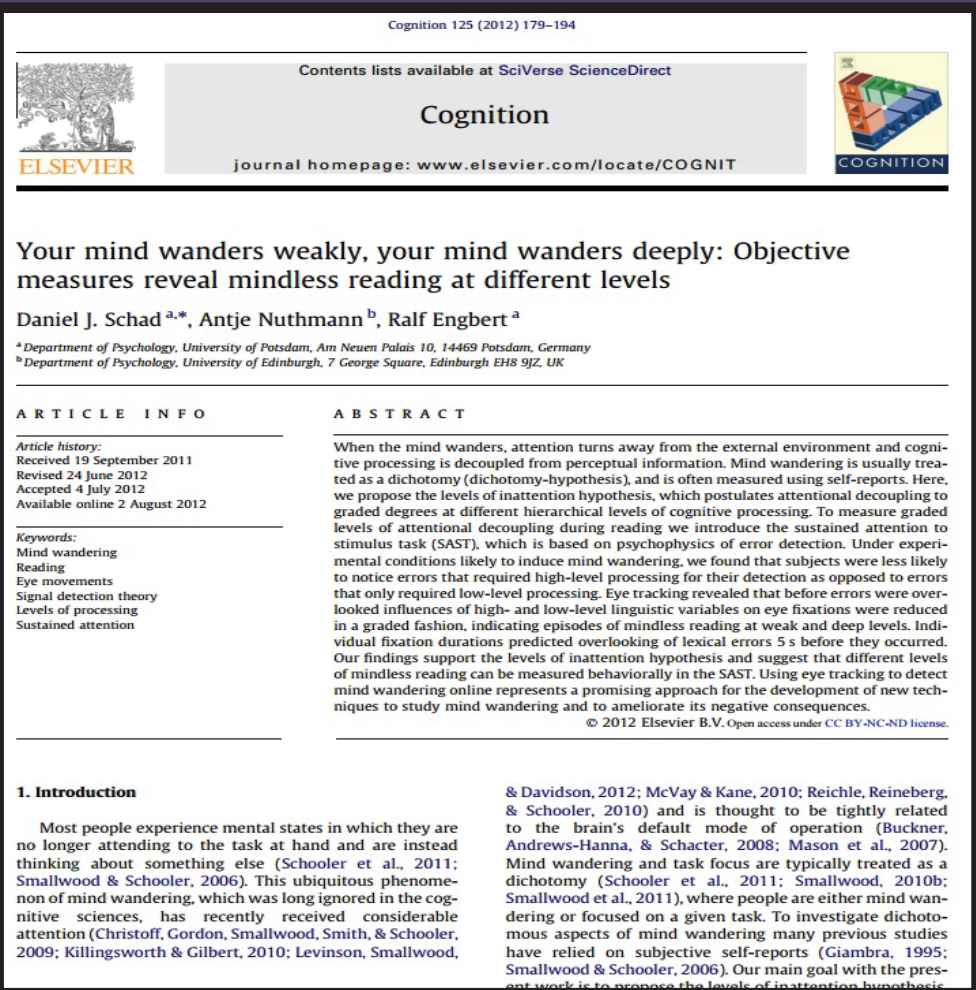 Cognition 125 (2012) 179–194
Contents lists available at SciVerse ScienceDirect
Cognition
journal homepage: www.elsevier.com/locate/COGNIT
ELSEVIER
COGNITION
Your mind wanders weakly, your mind wanders deeply: Objective
measures reveal mindless reading at different levels
Daniel J. Schad a,*, Antje Nuthmann b, Ralf Engbert a
a Department of Psychology, University of Potsdam, Am Neuen Palais 10, 14469 Potsdam, Germany
b Department of Psychology, University of Edinburgh, 7 George Square, Edinburgh EH8 9JZ, UK
ARTICLE INFO
Article history:
Received 19 September 2011
Revised 24 June 2012
Accepted 4 July 2012
Available online 2 August 2012
Keywords:
Mind wandering
Reading
Eye movements
Signal detection theory
Levels of processing
Sustained attention
ABSTRACT
When the mind wanders, attention turns away from the external environment and cogni-
tive processing is decoupled from perceptual information. Mind wandering is usually trea-
ted as a dichotomy (dichotomy-hypothesis), and is often measured using self-reports. Here,
we propose the levels of inattention hypothesis, which postulates attentional decoupling to
graded degrees at different hierarchical levels of cognitive processing. To measure graded
levels of attentional decoupling during reading we introduce the sustained attention to
stimulus task (SAST), which is based on psychophysics of error detection. Under experi-
mental conditions likely to induce mind wandering, we found that subjects were less likely
to notice errors that required high-level processing for their detection as opposed to errors
that only required low-level processing. Eye tracking revealed that before errors were over-
looked influences of high- and low-level linguistic variables on eye fixations were reduced
in a graded fashion, indicating episodes of mindless reading at weak and deep levels. Indi-
vidual fixation durations predicted overlooking of lexical errors 5 s before they occurred.
Our findings support the levels of inattention hypothesis and suggest that different levels
of mindless reading can be measured behaviorally in the SAST. Using eye tracking to detect
mind wandering online represents a promising approach for the development of new tech-
niques to study mind wandering and to ameliorate its negative consequences.
© 2012 Elsevier B.V. Open access under CC BY-NC-ND license.
1. Introduction
Most people experience mental states in which they are
no longer attending to the task at hand and are instead
thinking about something else (Schooler et al., 2011;
Smallwood & Schooler, 2006). This ubiquitous phenome-
non of mind wandering, which was long ignored in the cog-
nitive sciences, has recently received considerable
attention (Christoff, Gordon, Smallwood, Smith, & Schooler,
2009; Killingsworth & Gilbert, 2010; Levinson, Smallwood,
& Davidson, 2012; McVay & Kane, 2010; Reichle, Reineberg,
& Schooler, 2010) and is thought to be tightly related
to the brain's default mode of operation (Buckner,
Andrews-Hanna, & Schacter, 2008; Mason et al., 2007).
Mind wandering and task focus are typically treated as a
dichotomy (Schooler et al., 2011; Smallwood, 2010b;
Smallwood et al., 2011), where people are either mind wan-
dering or focused on a given task. To investigate dichoto-
mous aspects of mind wandering many previous studies
have relied on subjective self-reports (Giambra, 1995;
Smallwood & Schooler, 2006). Our main goal with the pres-
ent work is to propose the levels of inattention hypothesis,